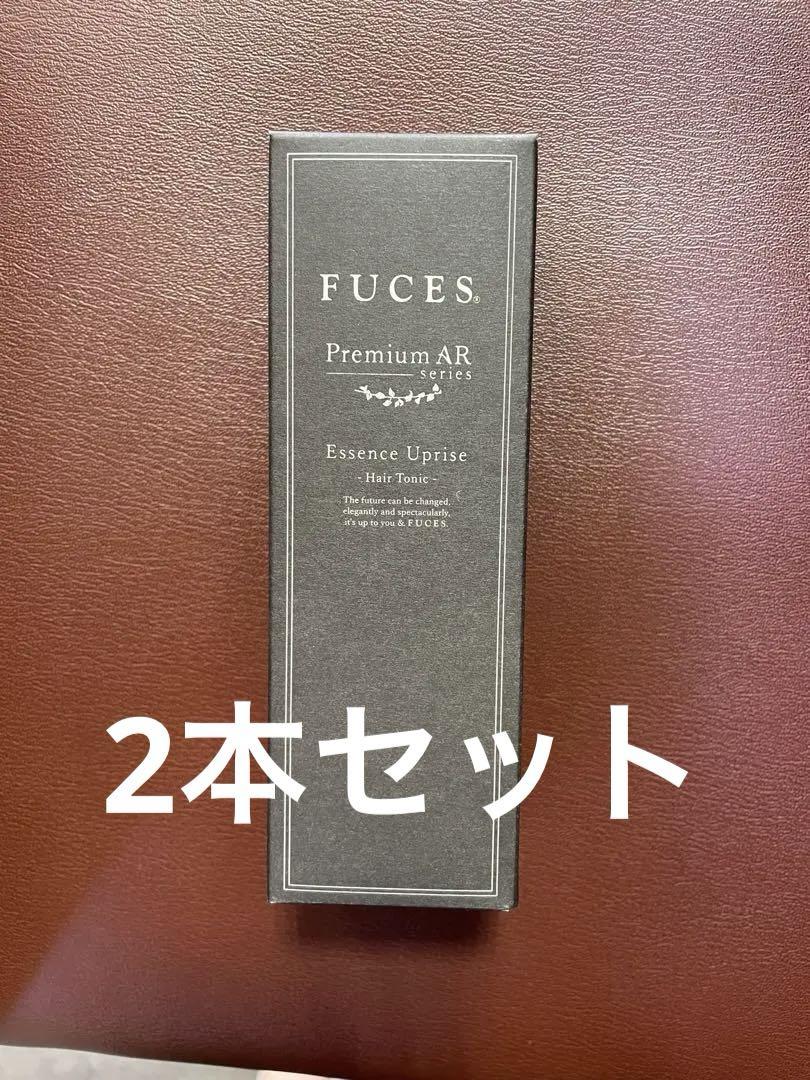 FUCES®
Premium AR
series
Essence Uprise
- Hair Tonic -
The future can be changed,
elegantly and spectacularly,
it's up to you & FUCES.
2本セット